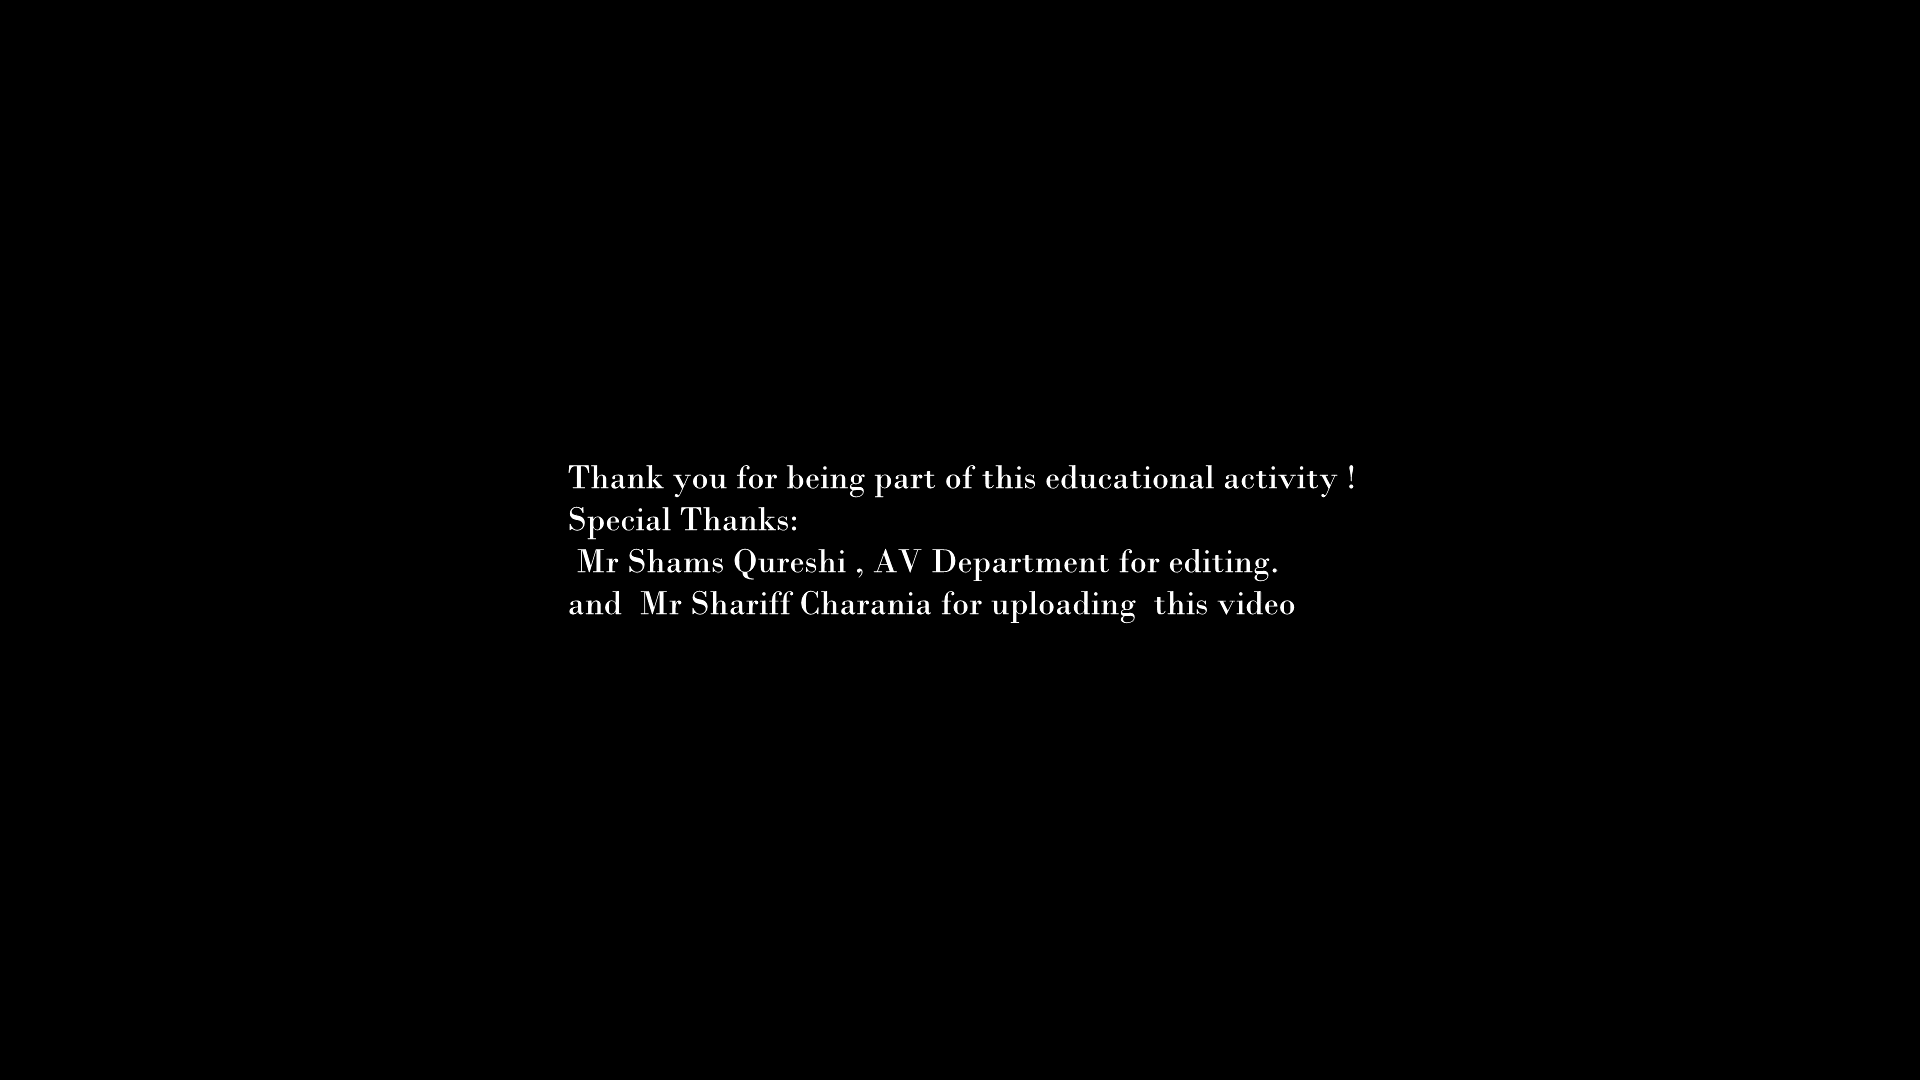 Thank you for being part of this educational activity !
Special Thanks:
Mr Shams Qureshi , AV Department for editing.
and  Mr Shariff Charania for uploading  this video